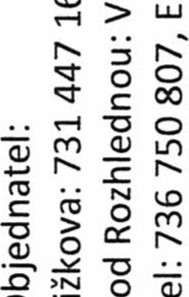 Objednatel:
ižkova: 731 447 16
od Rozhlednou: V
el: 736 750 807, E